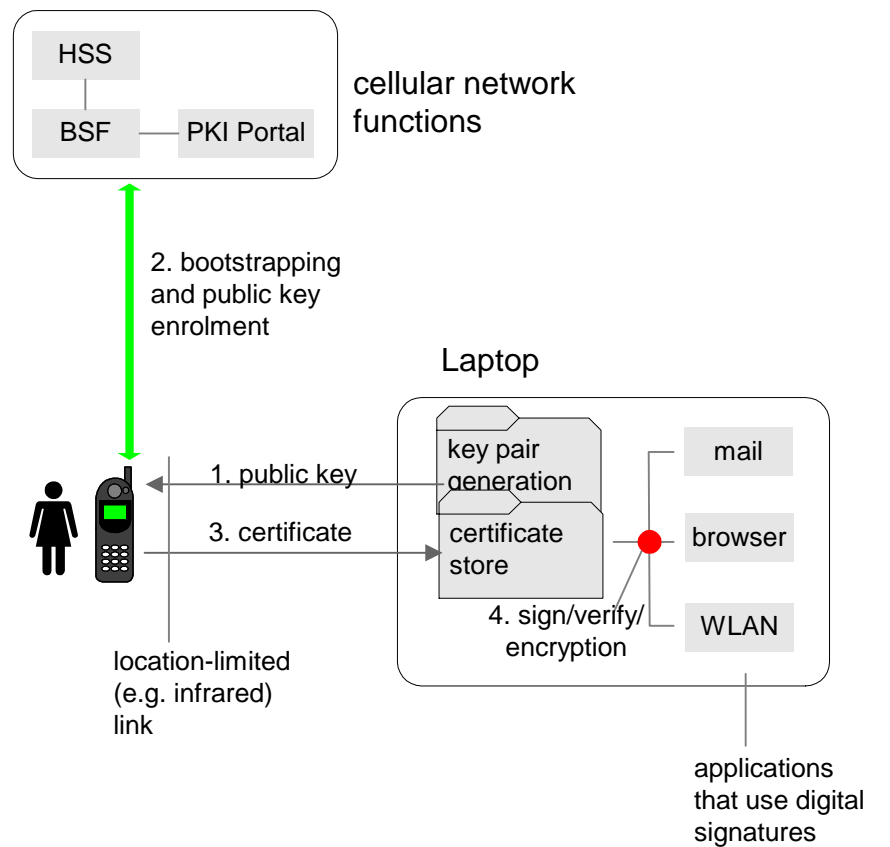 HSS
BSF
PKI Portal
cellular network
functions
2. bootstrapping
and public key
enrolment
Laptop
key pair
generation
mail
1. public key
3. certificate
certificate
store
browser
4. sign/verify/
encryption
WLAN
location-limited
(e.g. infrared)
link
applications
that use digital
signatures